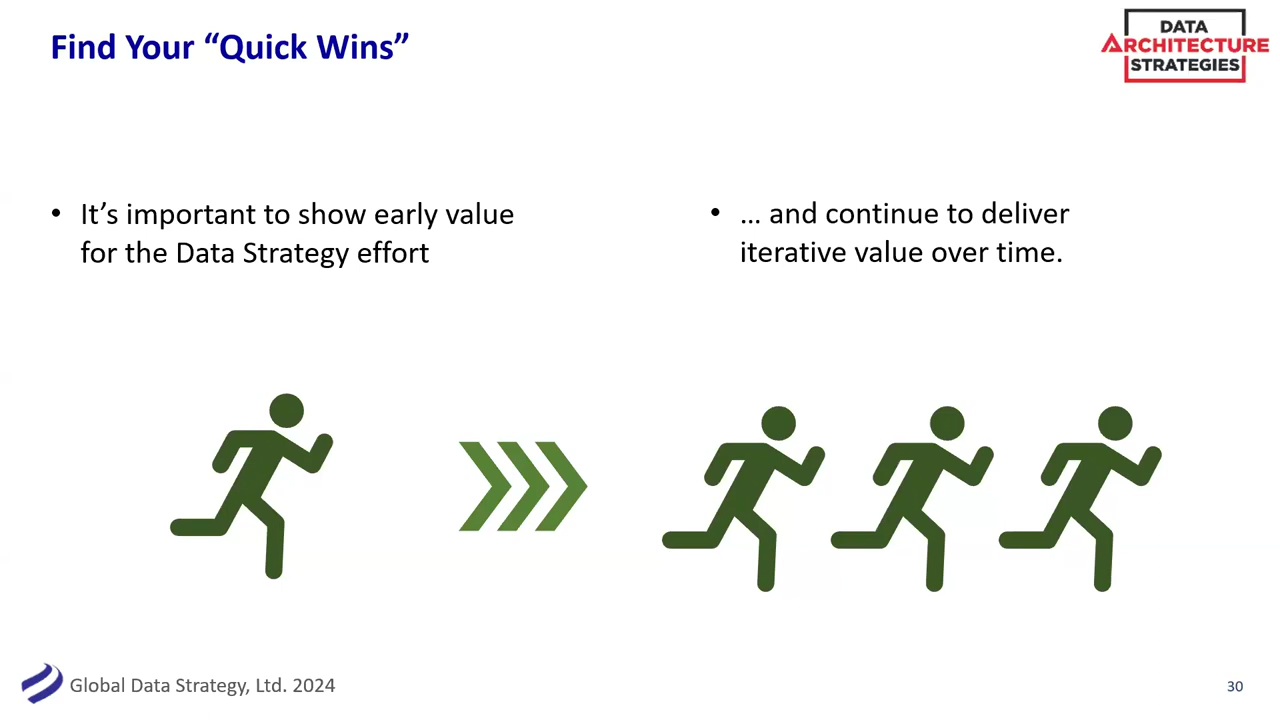 Find Your “Quick Wins”
DATA
ARCHITECTURE
STRATEGIES
• It’s important to show early value
for the Data Strategy effort
• … and continue to deliver
iterative value over time.
Global Data Strategy, Ltd. 2024
30